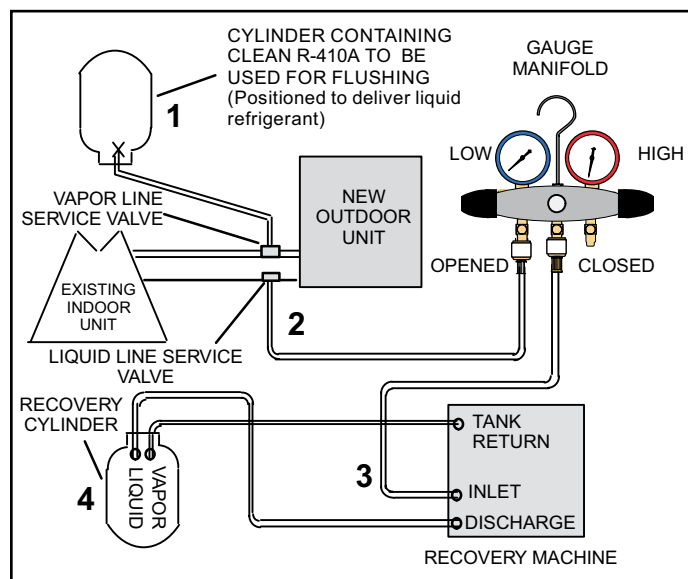 CYLINDER CONTAINING
CLEAN R-410A TO BE
USED FOR FLUSHING
(Positioned to deliver liquid
refrigerant)
1
GAUGE
MANIFOLD
LOW
HIGH
VAPOR LINE
SERVICE VALVE
NEW
OUTDOOR
UNIT
OPENED
CLOSED
EXISTING
INDOOR
UNIT
2
LIQUID LINE SERVICE
VALVE
RECOVERY
CYLINDER
TANK
RETURN
3
4
LIQUID
VAPOR
INLET
DISCHARGE
RECOVERY MACHINE